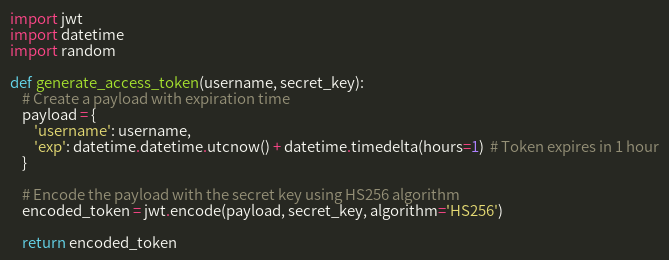 import jwt
import datetime
import random
def generate_access_token(username, secret_key):
# Create a payload with expiration time
payload = {
'username': username,
'exp': datetime.datetime.utcnow() + datetime.timedelta(hours=1) # Token expires in 1 hour
}
# Encode the payload with the secret key using HS256 algorithm
encoded_token = jwt.encode(payload, secret_key, algorithm='HS256')
return encoded_token